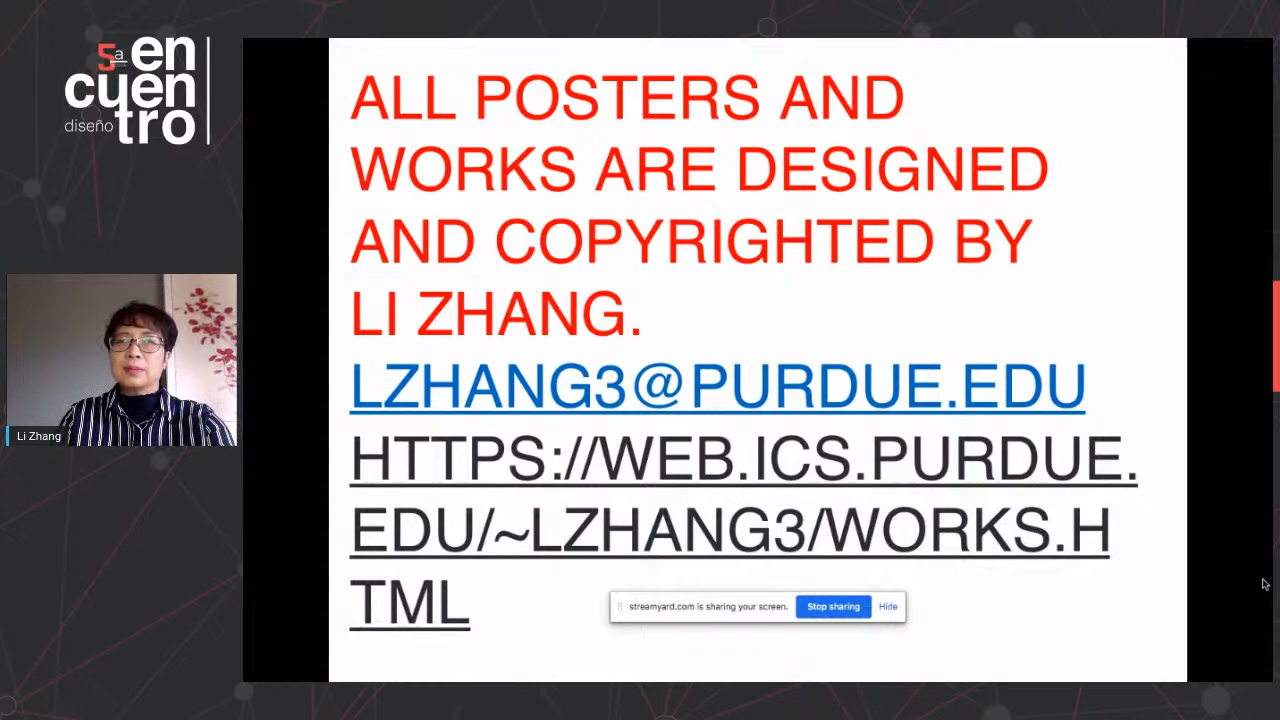 5a en
cuen
diseño tro
ALL POSTERS AND
WORKS ARE DESIGNED
AND COPYRIGHTED BY
LI ZHANG.
LZHANG3@PURDUE.EDU
HTTPS://WEB.ICS.PURDUE.
EDU/~LZHANG3/WORKS.H
TML
streamyard.com is sharing your screen. Stop sharing Hide
Li Zhang